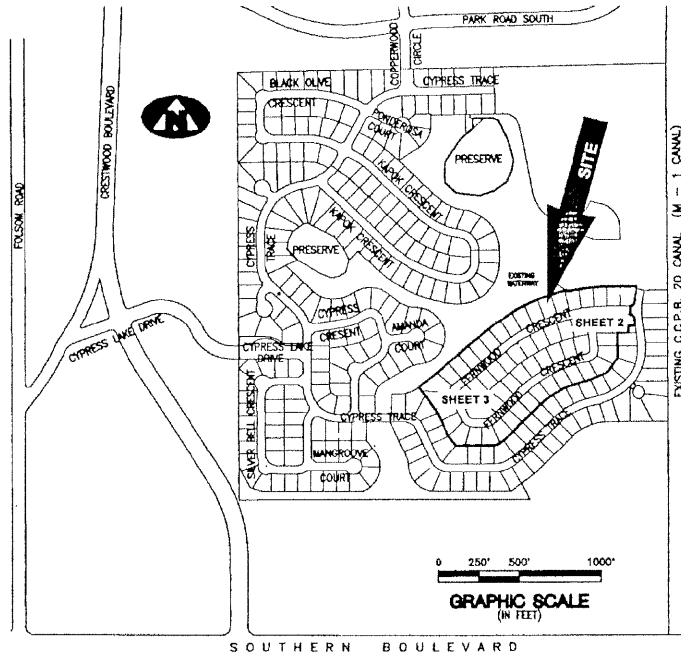 PARK ROAD SOUTH
COPPERWOOD
CIRCLE
BLACK OLIVE
CRESCENT
CYPRESS TRACE
PONDEROSA
COURT
PRESERVE
SITE
CRESTWOOD BOULEVARD
N
FOLSOM ROAD
KAPOK CRESCENT
KAPOK CRESCENT
CYPRESS
TRACE
PRESERVE
EXISTING
WATERWAY
EXISTING C.C.P.B. 20 CANAL (M - 1 CANAL)
CYPRESS
CRESENT
AMANDA
COURT
CYPRESS LAKE DRIVE
CYPRESS LAKE
DRIVE
FERNWOOD
CRESCENT
SHEET 2
SHEET 3
FERNWOOD
CRESCENT
SILVER BELL CRESCENT
CYPRESS TRACE
CYPRESS TRACE
MANGROUVE
COURT
0 250' 500' 1000'
GRAPHIC SCALE
(IN FEET)
SOUTHERN BOULEVARD